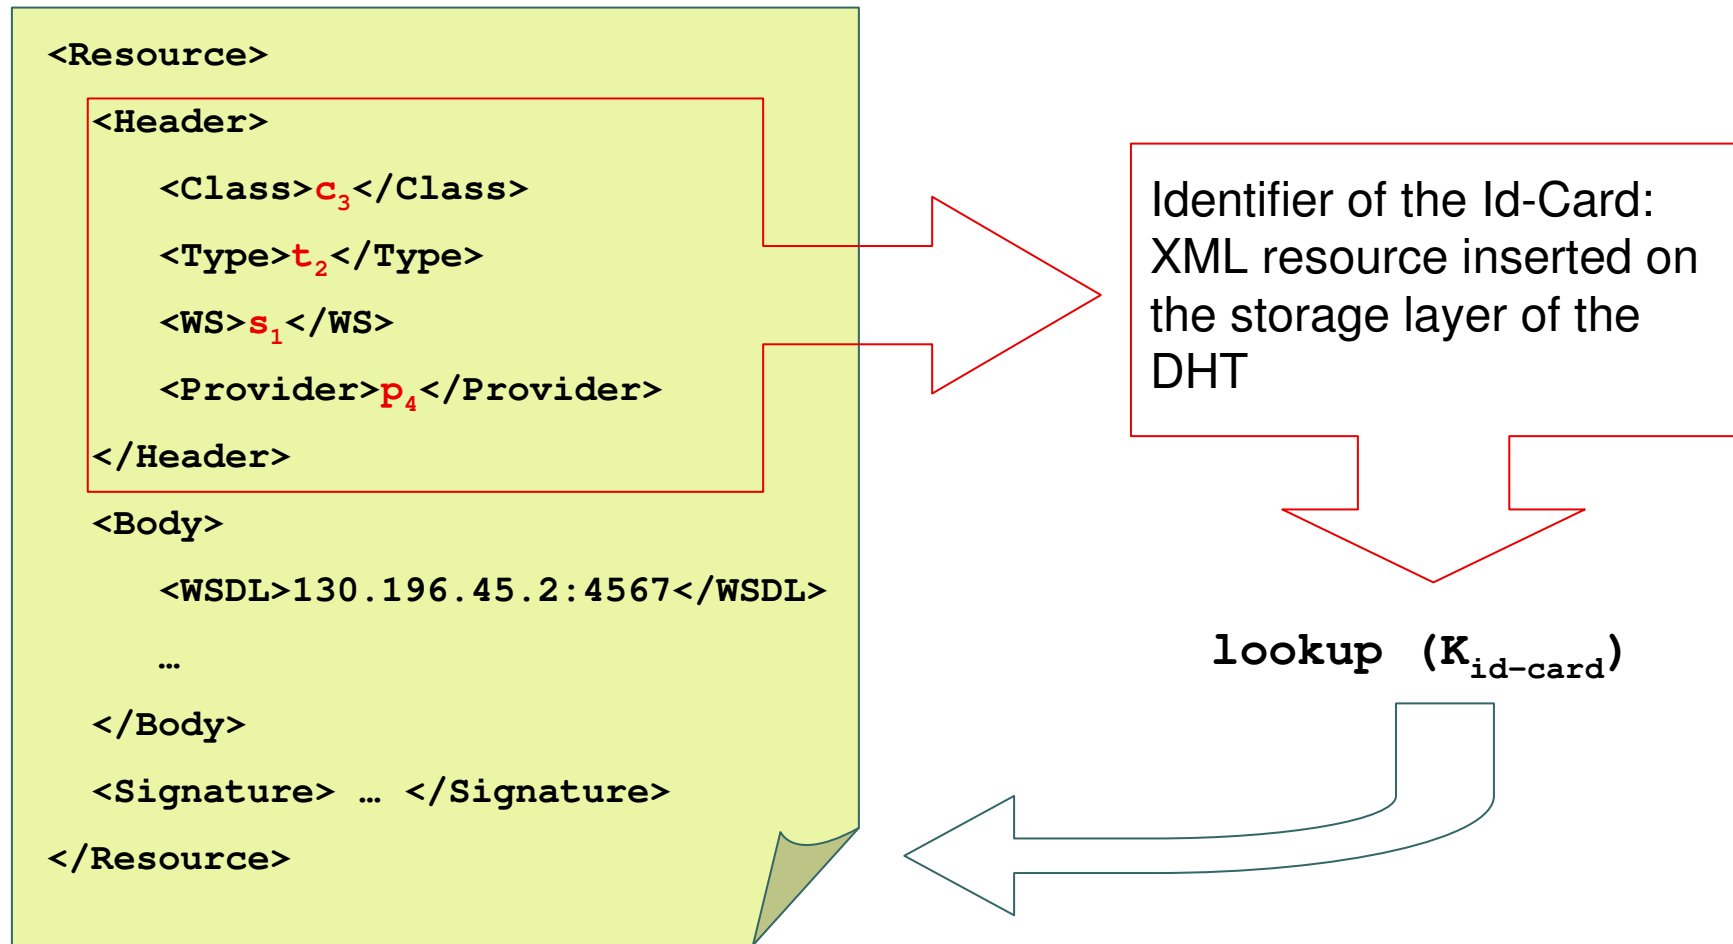 <Resource>
<Header>
<Class>c₃</Class>
<Type>t₂</Type>
<WS>s₁</WS>
<Provider>p₄</Provider>
</Header>
<Body>
<WSDL>130.196.45.2:4567</WSDL>
…
</Body>
<Signature> … </Signature>
</Resource>
Identifier of the Id-Card:
XML resource inserted on
the storage layer of the
DHT
lookup (K_id-card)